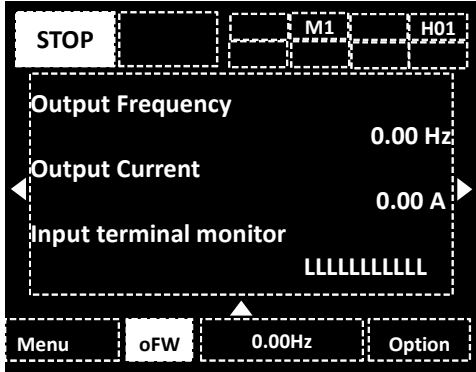 STOP M1 H01
Output Frequency
0.00 Hz
Output Current
0.00 A
Input terminal monitor
LLLLLLLLLLL
Menu oFW 0.00Hz Option